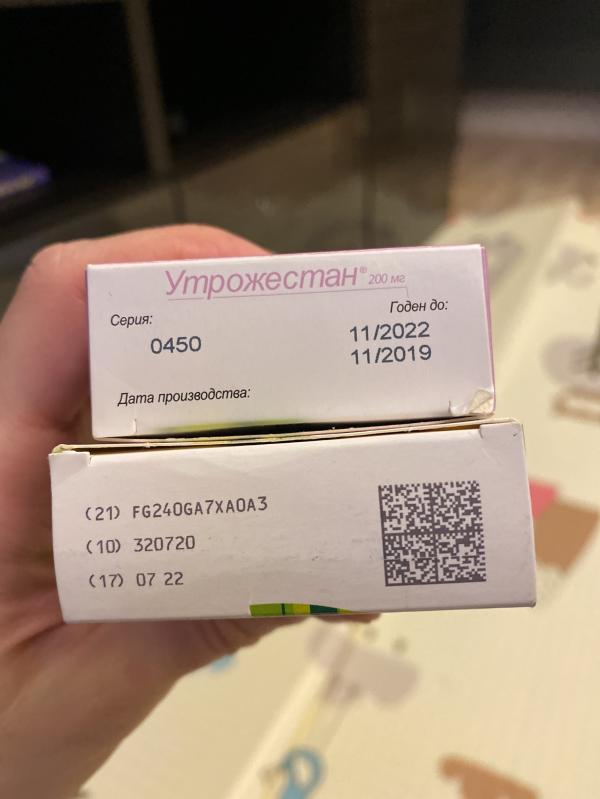 Утрожестан® 200 мг
Серия:
Годен до:
0450
11/2022
11/2019
Дата производства:
(21) FG240GA7XA0A3
(10) 320720
(17) 07 22